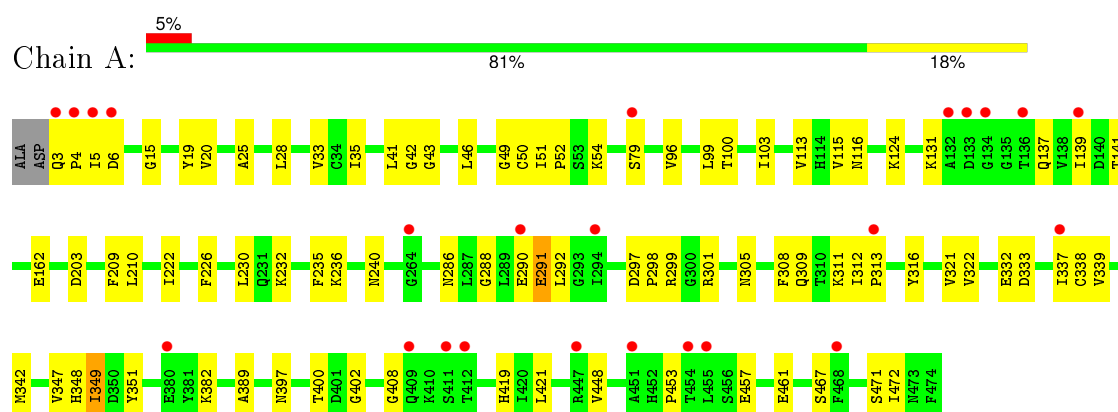 5%
Chain A:
81% 18%
ALA ASP Q3 P4 I5 D6 G15 Y19 V20 A25 L28 V33 C34 I35 L41 G42 G43 L46 G49 C50 I51 P52 S53 K54 S79 V96 L99 T100 I103 V113 H114 V115 N116 K124 K131 A132 D133 G134 G135 T136 Q137 V138 I139 D140 T141
E162 D203 F209 L210 I222 F226 L230 Q231 K232 F235 K236 N240 G264 N286 L287 G288 L289 E290 E291 L292 G293 I294 D297 P298 R299 G300 R301 N305 F308 Q309 T310 K311 I312 P313 Y316 V321 V322 E332 D333 I337 C338 V339
M342 V347 H348 I349 D350 Y351 E380 Y381 K382 A389 N397 T400 D401 G402 G408 Q409 K410 S411 T412 H419 I420 L421 R447 V448 A451 H452 P453 T454 L455 S456 E457 E461 S467 F468 S471 I472 N473 F474